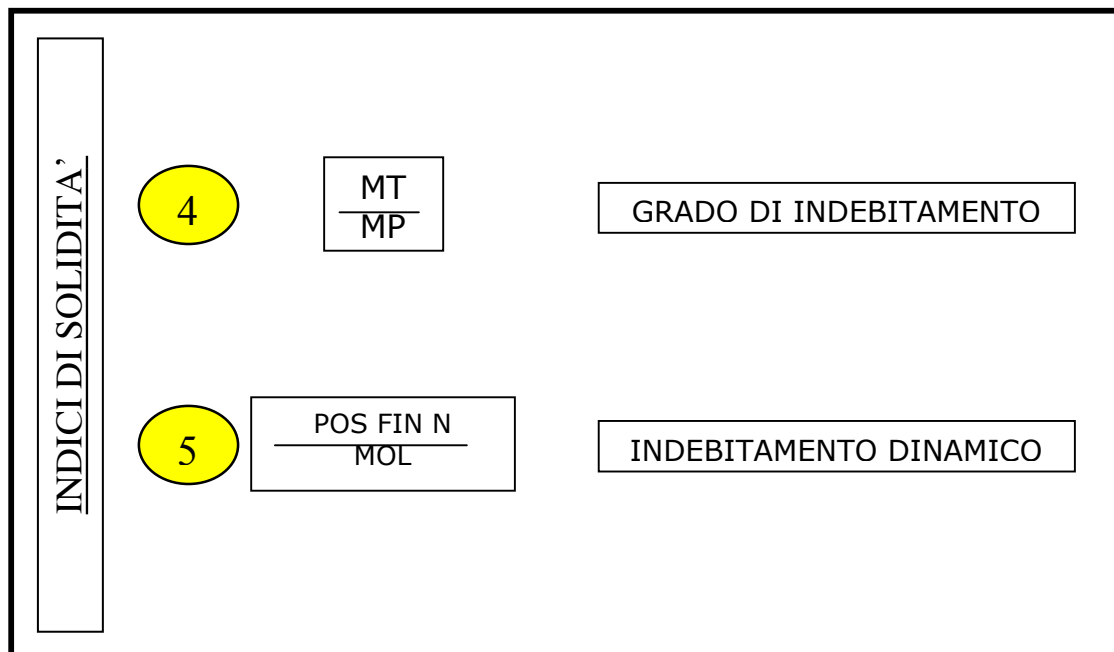 INDICI DI SOLIDITA’
4
MT
MP
GRADO DI INDEBITAMENTO
5
POS FIN N
MOL
INDEBITAMENTO DINAMICO